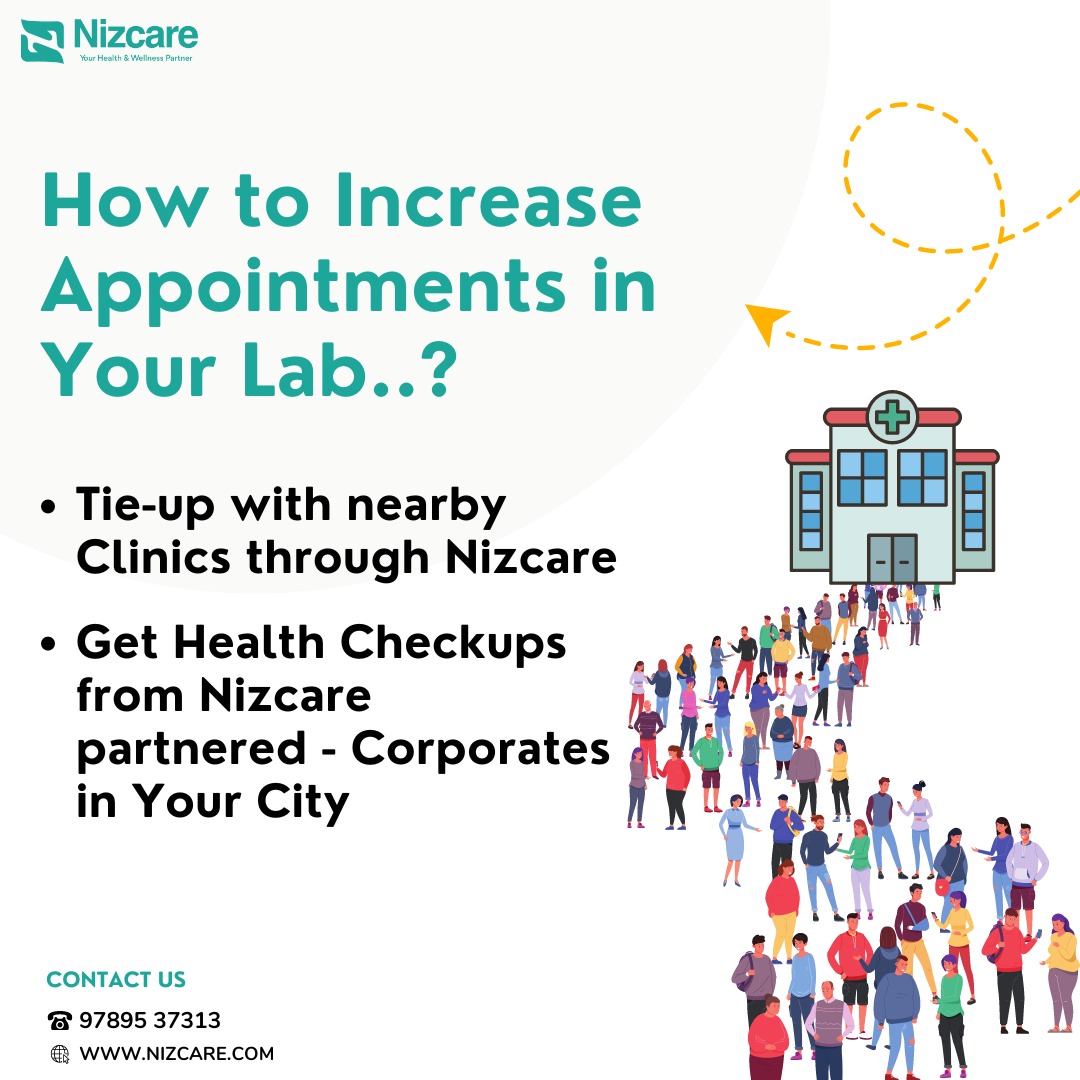 Nizcare
Your Health & Wellness Partner
How to Increase
Appointments in
Your Lab..?
• Tie-up with nearby
Clinics through Nizcare
• Get Health Checkups
from Nizcare
partnered - Corporates
in Your City
CONTACT US
97895 37313
WWW.NIZCARE.COM